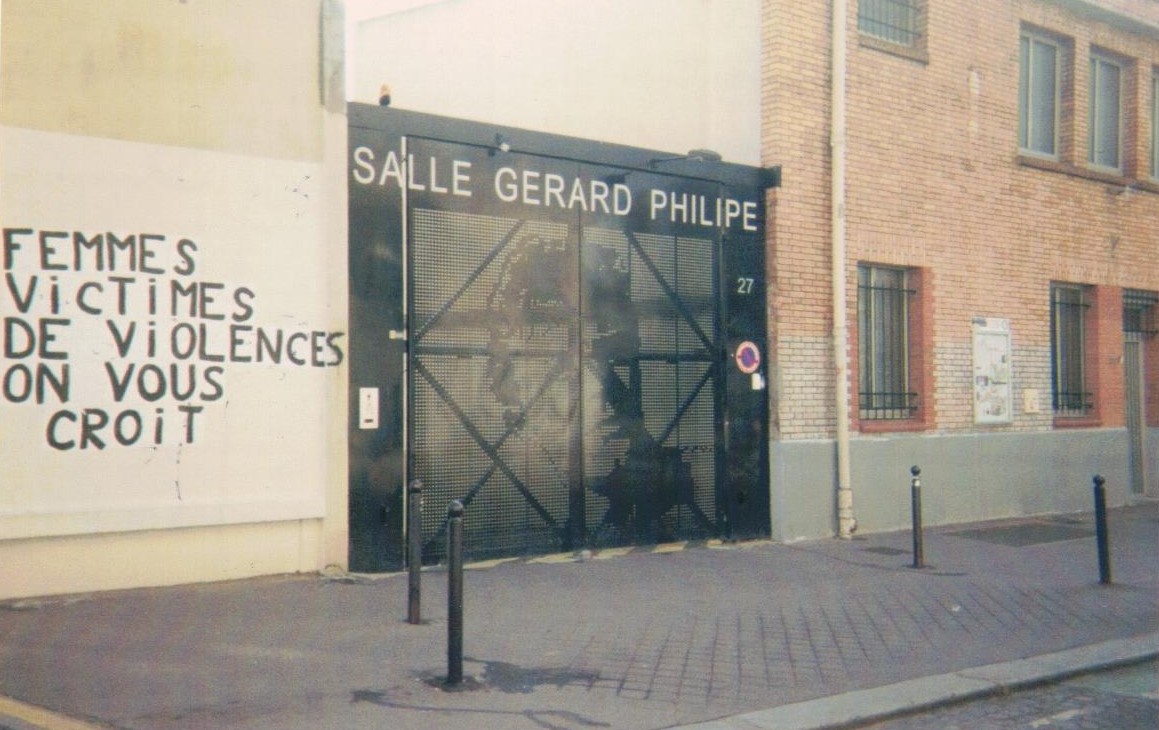 FEMMES
ViCTiMES
DE ViOLENCES
ON VOUS
CROiT
SALLE GERARD PHILIPE
27